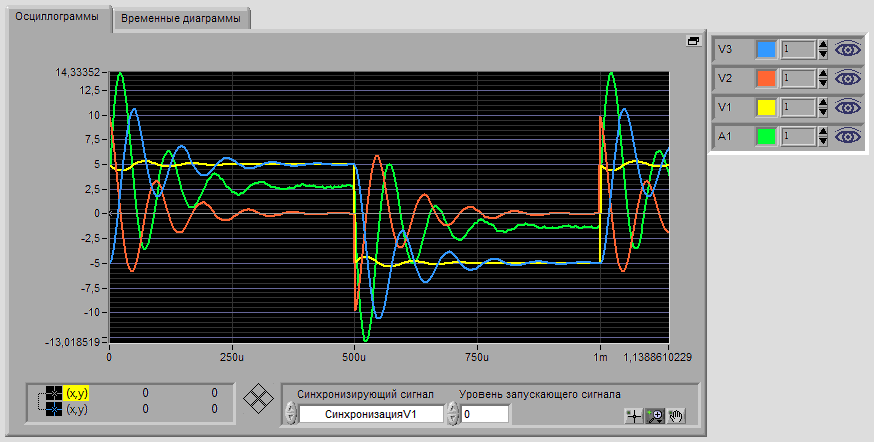 Осциллограммы Временные диаграммы
V3 1
V2 1
V1 1
A1 1
14,33352
12,5
10
7,5
5
2,5
0
-2,5
-5
-7,5
-10
-13,018519
0 250u 500u 750u 1m 1,1388610229
(x,y) 0 0
(x,y) 0 0
Синхронизирующий сигнал Уровень запускающего сигнала
СинхронизацияV1 0